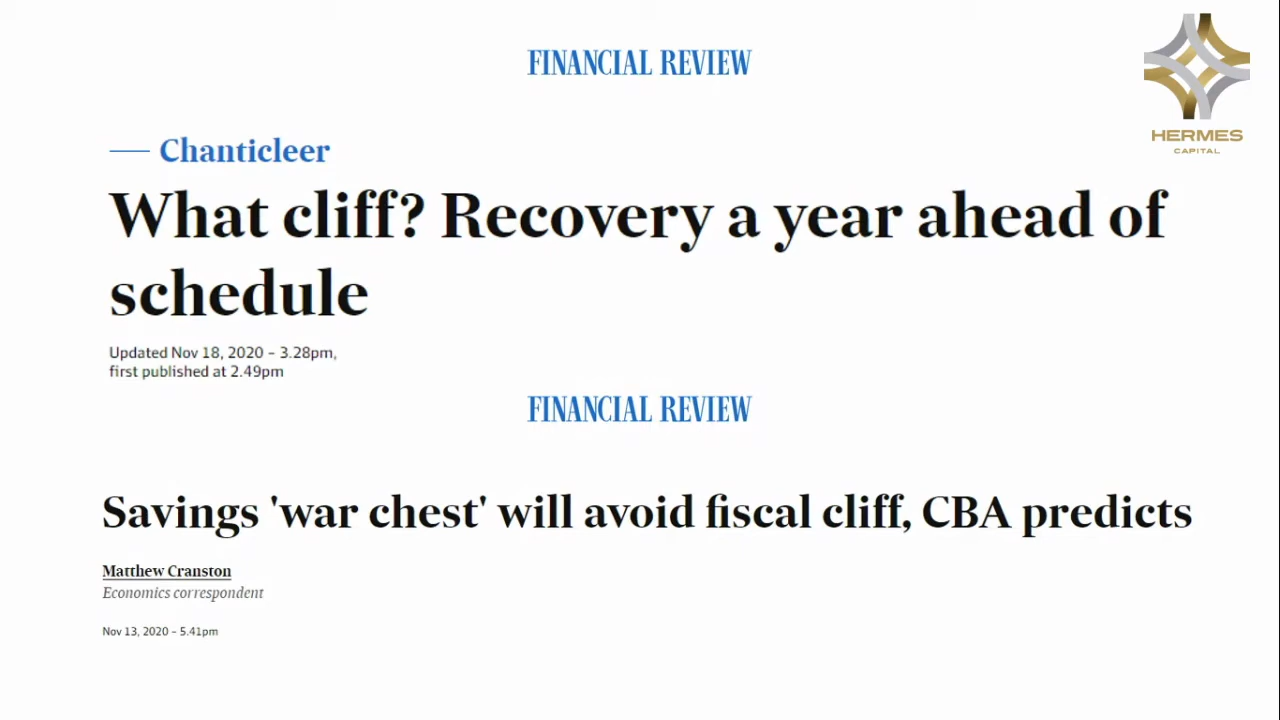 FINANCIAL REVIEW
HERMES
CAPITAL
— Chanticleer
What cliff? Recovery a year ahead of
schedule
Updated Nov 18, 2020 – 3.28pm,
first published at 2.49pm
FINANCIAL REVIEW
Savings 'war chest' will avoid fiscal cliff, CBA predicts
Matthew Cranston
Economics correspondent
Nov 13, 2020 – 5.41pm